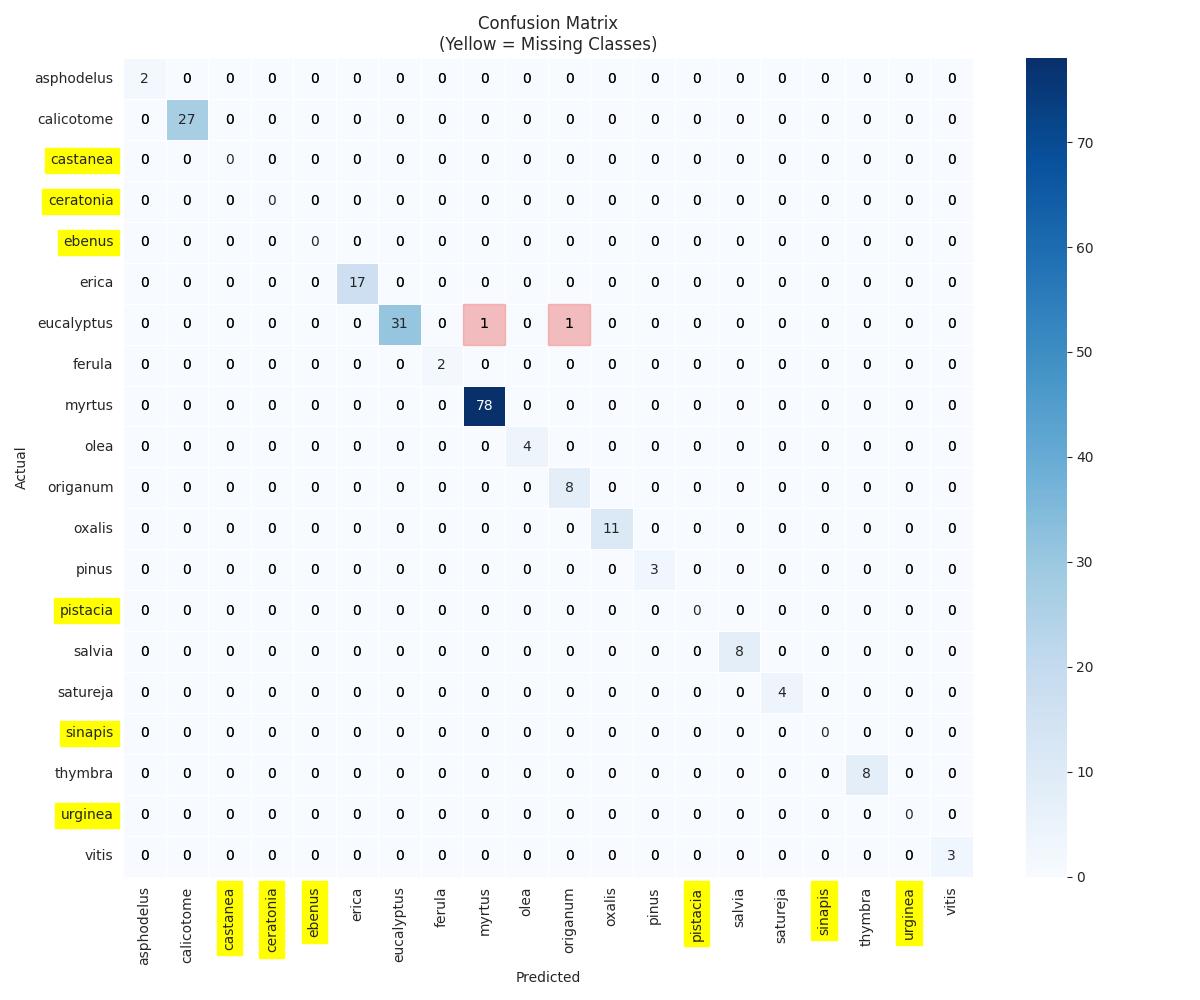 Confusion Matrix
(Yellow = Missing Classes)
asphodelus 2 0 0 0 0 0 0 0 0 0 0 0 0 0 0 0 0 0 0 0
calicotome 0 27 0 0 0 0 0 0 0 0 0 0 0 0 0 0 0 0 0 0
castanea 0 0 0 0 0 0 0 0 0 0 0 0 0 0 0 0 0 0 0 0
ceratonia 0 0 0 0 0 0 0 0 0 0 0 0 0 0 0 0 0 0 0 0
ebenus 0 0 0 0 0 0 0 0 0 0 0 0 0 0 0 0 0 0 0 0
erica 0 0 0 0 0 17 0 0 0 0 0 0 0 0 0 0 0 0 0 0
eucalyptus 0 0 0 0 0 0 31 0 1 0 1 0 0 0 0 0 0 0 0 0
ferula 0 0 0 0 0 0 0 2 0 0 0 0 0 0 0 0 0 0 0 0
myrtus 0 0 0 0 0 0 0 0 78 0 0 0 0 0 0 0 0 0 0 0
olea 0 0 0 0 0 0 0 0 0 4 0 0 0 0 0 0 0 0 0 0
origanum 0 0 0 0 0 0 0 0 0 0 8 0 0 0 0 0 0 0 0 0
oxalis 0 0 0 0 0 0 0 0 0 0 0 11 0 0 0 0 0 0 0 0
pinus 0 0 0 0 0 0 0 0 0 0 0 0 3 0 0 0 0 0 0 0
pistacia 0 0 0 0 0 0 0 0 0 0 0 0 0 0 0 0 0 0 0 0
salvia 0 0 0 0 0 0 0 0 0 0 0 0 0 0 8 0 0 0 0 0
satureja 0 0 0 0 0 0 0 0 0 0 0 0 0 0 0 4 0 0 0 0
sinapis 0 0 0 0 0 0 0 0 0 0 0 0 0 0 0 0 0 0 0 0
thymbra 0 0 0 0 0 0 0 0 0 0 0 0 0 0 0 0 0 8 0 0
urginea 0 0 0 0 0 0 0 0 0 0 0 0 0 0 0 0 0 0 0 0
vitis 0 0 0 0 0 0 0 0 0 0 0 0 0 0 0 0 0 0 0 3
Actual
asphodelus calicotome castanea ceratonia ebenus erica eucalyptus ferula myrtus olea origanum oxalis pinus pistacia salvia satureja sinapis thymbra urginea vitis
Predicted
70
60
50
40
30
20
10
0